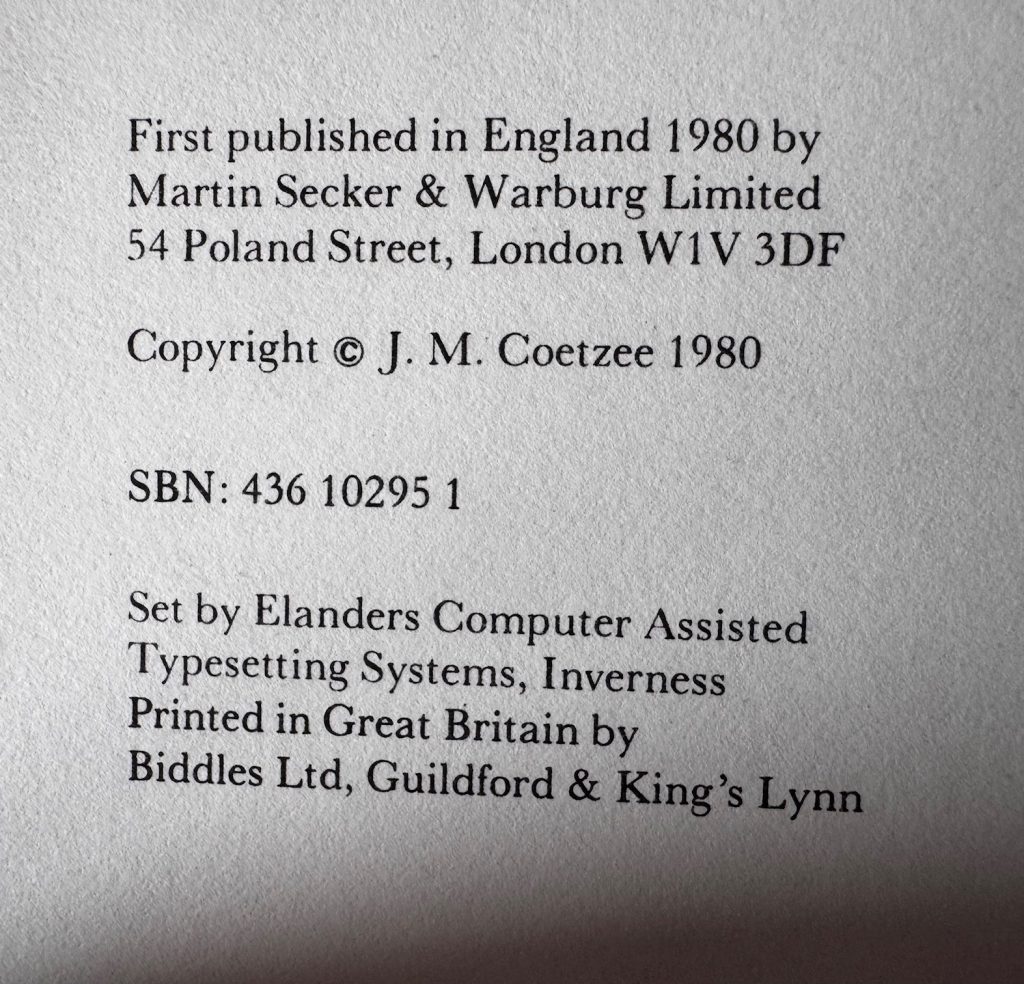 First published in England 1980 by
Martin Secker & Warburg Limited
54 Poland Street, London W1V 3DF
Copyright © J. M. Coetzee 1980
SBN: 436 10295 1
Set by Elanders Computer Assisted
Typesetting Systems, Inverness
Printed in Great Britain by
Biddles Ltd, Guildford & King's Lynn